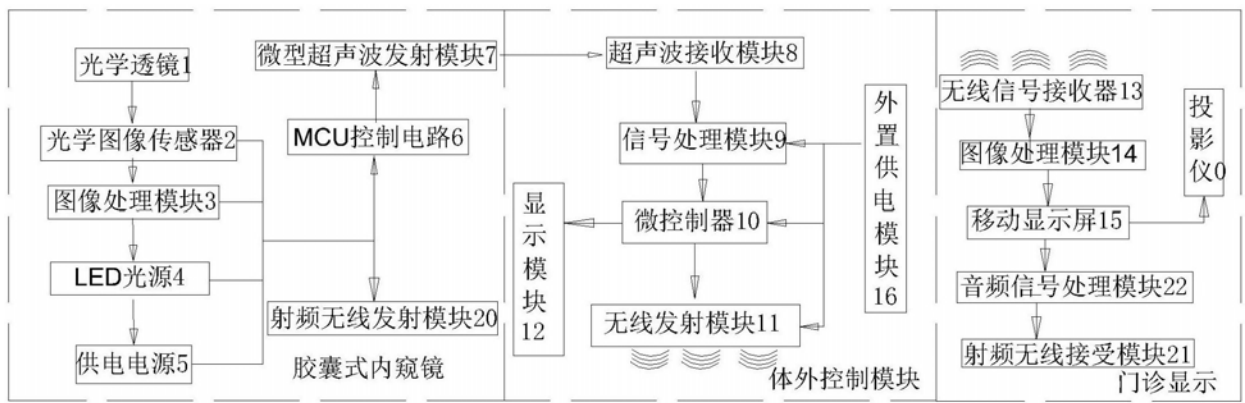 光学透镜1
光学图像传感器2
图像处理模块3
LED光源4
供电电源5
微型超声波发射模块7
MCU控制电路6
射频无线发射模块20
胶囊式内窥镜
超声波接收模块8
信号处理模块9
微控制器10
无线发射模块11
显示模块12
外置供电模块16
体外控制模块
无线信号接收器13
图像处理模块14
移动显示屏15
音频信号处理模块22
射频无线接受模块21
投影仪0
门诊显示